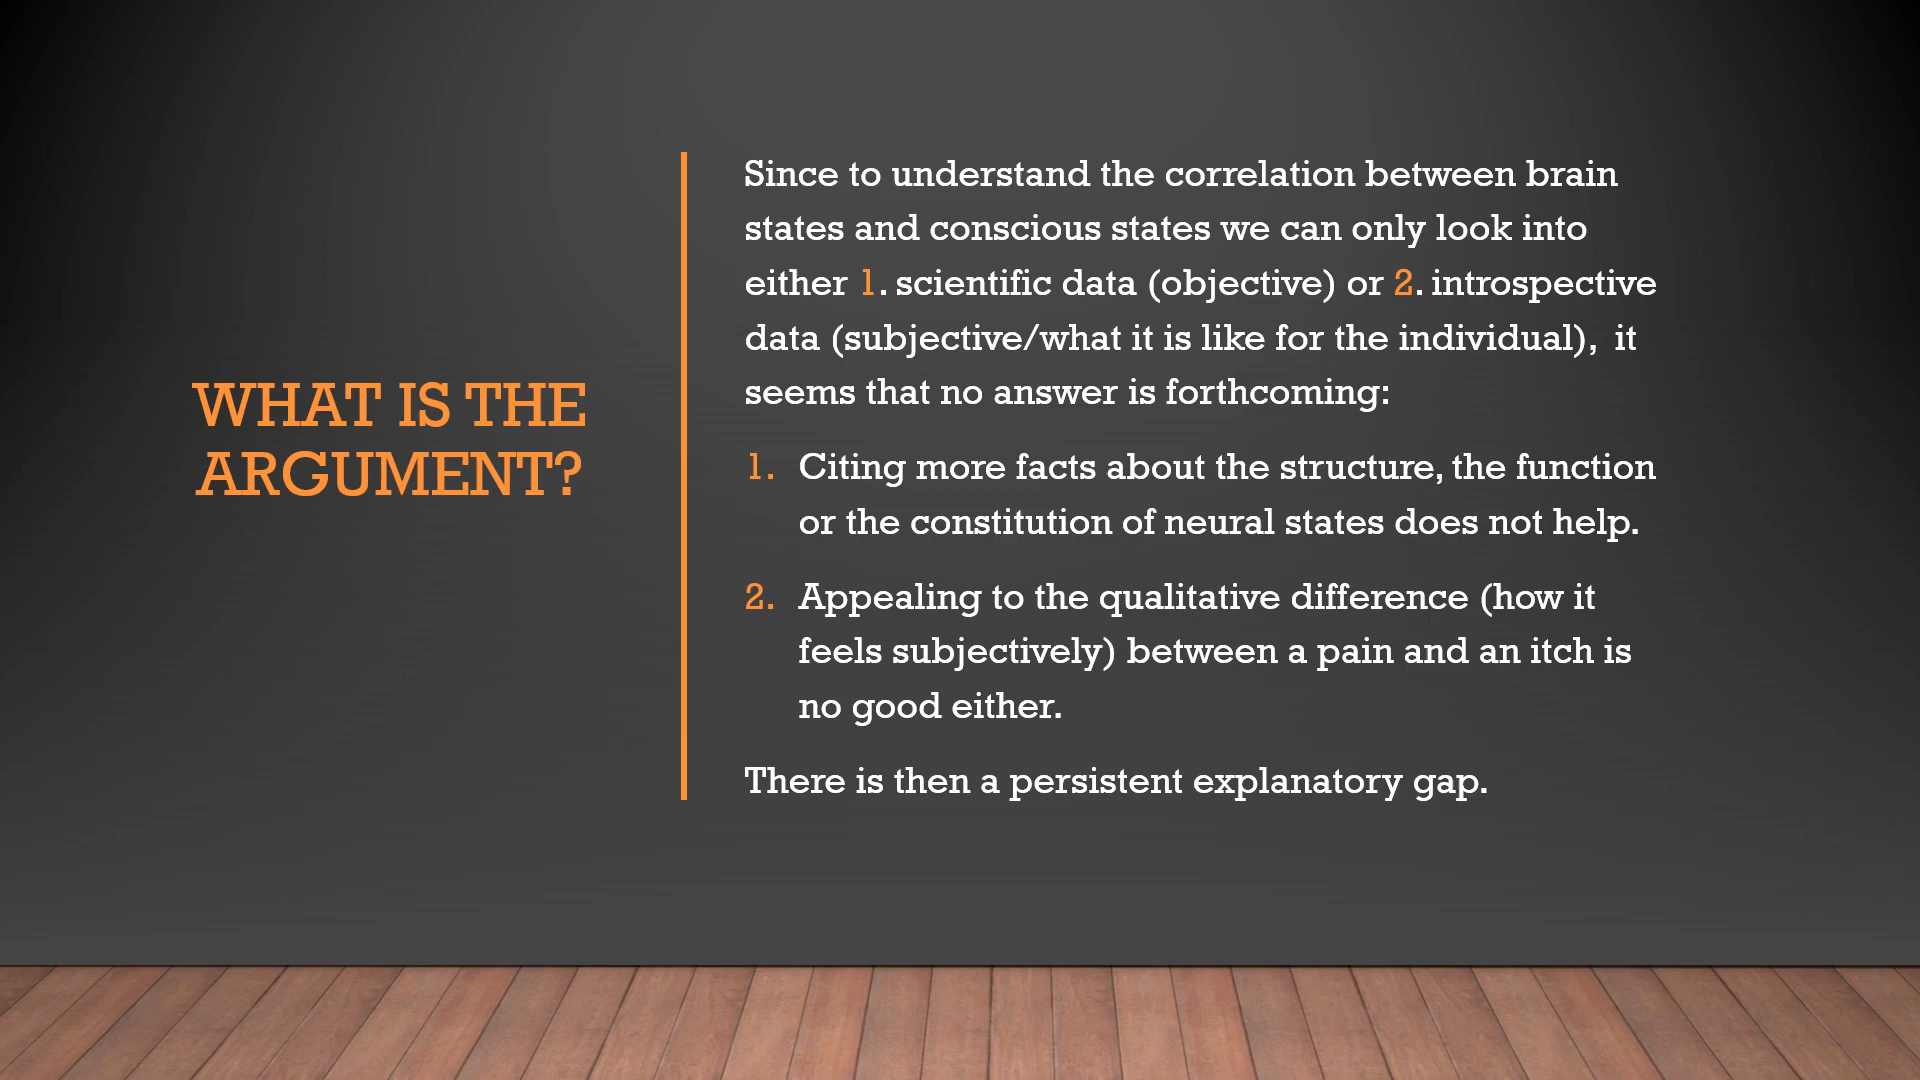 WHAT IS THE
ARGUMENT?
Since to understand the correlation between brain
states and conscious states we can only look into
either 1. scientific data (objective) or 2. introspective
data (subjective/what it is like for the individual),  it
seems that no answer is forthcoming:
1. Citing more facts about the structure, the function
or the constitution of neural states does not help.
2. Appealing to the qualitative difference (how it
feels subjectively) between a pain and an itch is
no good either.
There is then a persistent explanatory gap.